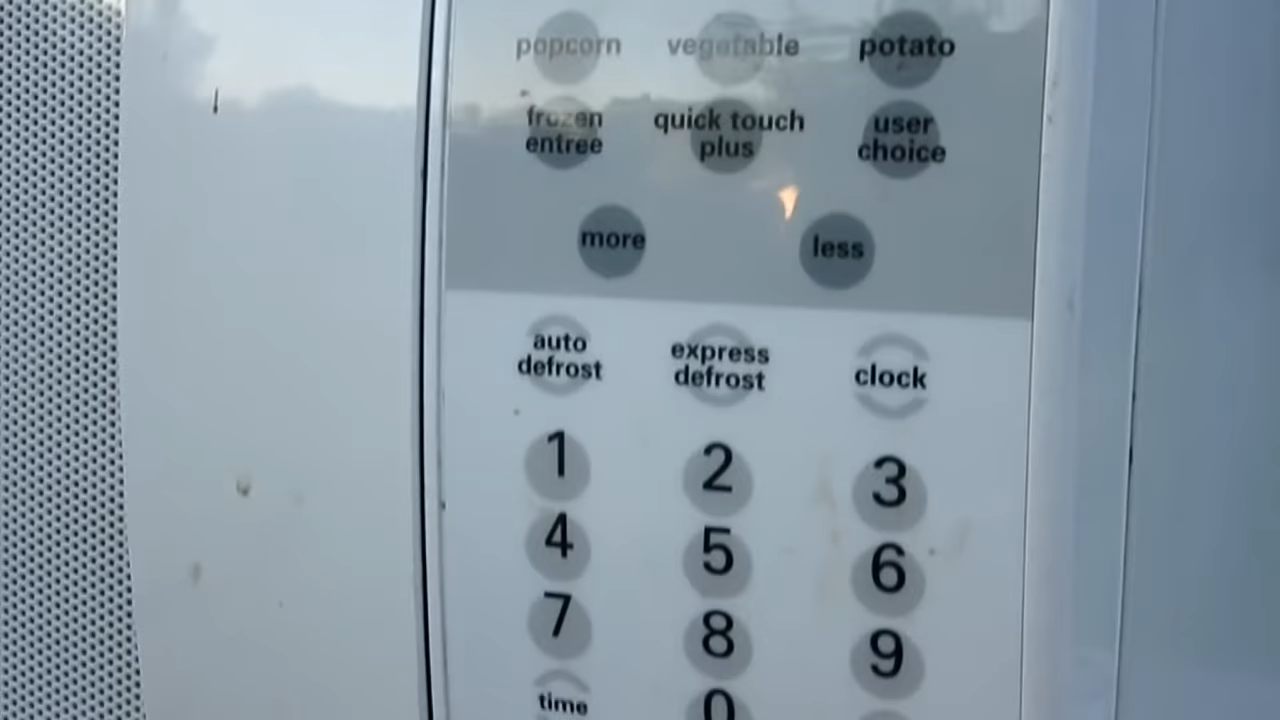 popcorn vegetable potato
frozen entree
quick touch plus
user choice
more less
auto defrost
express defrost
clock
1 2 3
4 5 6
7 8 9
time 0